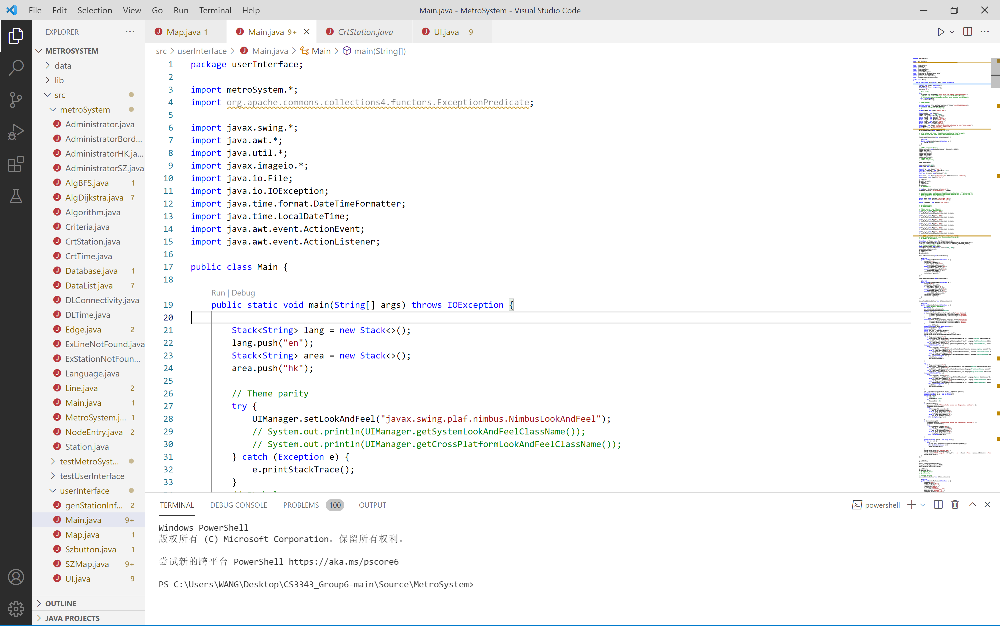 File Edit Selection View Go Run Terminal Help
Main.java - MetroSystem - Visual Studio Code
EXPLORER
Map.java 1
Main.java 9+
CrtStation.java
UI.java 9
METROSYSTEM
data
lib
src
metroSystem
Administrator.java
AdministratorBord...
AdministratorHK.ja...
AdministratorSZ.java
AlgBFS.java 1
AlgDijkstra.java 7
Algorithm.java
Criteria.java
CrtStation.java
CrtTime.java
Database.java 1
DataList.java 7
DLConnectivity.java
DLTime.java
Edge.java 2
ExLineNotFound.java
ExStationNotFoun...
Language.java
Line.java 2
Main.java 1
MetroSystem.j... 1
NodeEntry.java 2
Station.java
testMetroSyst...
testUserInterface
userInterface
genStationInf... 2
Main.java 9+
Map.java 1
Szbutton.java 1
SZMap.java 9+
UI.java 9
OUTLINE
JAVA PROJECTS
src > userInterface > Main.java > Main > main(String[])
1 package userInterface;
2
3 import metroSystem.*;
4 import org.apache.commons.collections4.functors.ExceptionPredicate;
5
6 import javax.swing.*;
7 import java.awt.*;
8 import java.util.*;
9 import javax.imageio.*;
10 import java.io.File;
11 import java.io.IOException;
12 import java.time.format.DateTimeFormatter;
13 import java.time.LocalDateTime;
14 import java.awt.event.ActionEvent;
15 import java.awt.event.ActionListener;
16
17 public class Main {
18
Run | Debug
19 public static void main(String[] args) throws IOException {
20
21 Stack<String> lang = new Stack<>();
22 lang.push("en");
23 Stack<String> area = new Stack<>();
24 area.push("hk");
25
26 // Theme parity
27 try {
28 UIManager.setLookAndFeel("javax.swing.plaf.nimbus.NimbusLookAndFeel");
29 // System.out.println(UIManager.getSystemLookAndFeelClassName());
30 // System.out.println(UIManager.getCrossPlatformLookAndFeelClassName());
31 } catch (Exception e) {
32 e.printStackTrace();
33 }
TERMINAL DEBUG CONSOLE PROBLEMS 100 OUTPUT
powershell
Windows PowerShell
版权所有 (C) Microsoft Corporation。保留所有权利。
尝试新的跨平台 PowerShell https://aka.ms/pscore6
PS C:\Users\WANG\Desktop\CS3343_Group6-main\Source\MetroSystem>